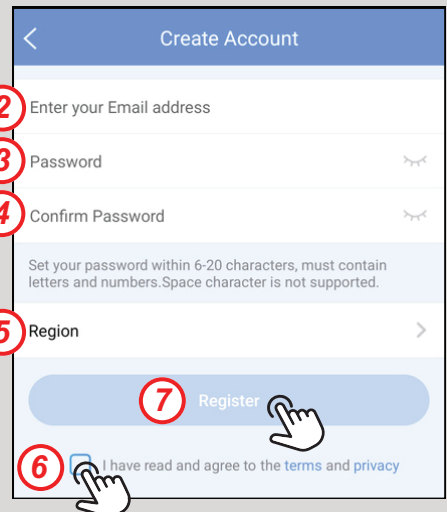 Create Account
2 Enter your Email address
3 Password
4 Confirm Password
Set your password within 6-20 characters, must contain
letters and numbers.Space character is not supported.
5 Region
7 Register
6 I have read and agree to the terms and privacy